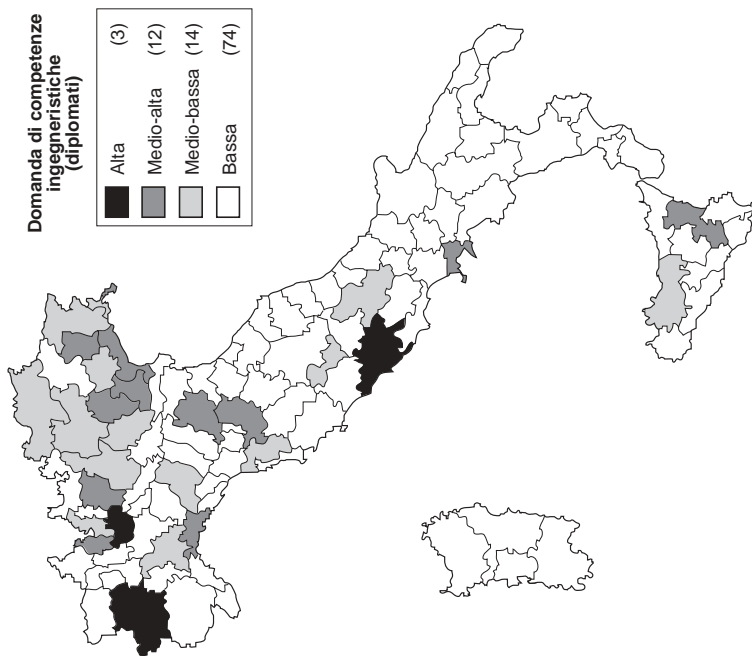 Domanda di competenze
ingegneristiche
(diplomati)
Alta (3)
Medio-alta (12)
Medio-bassa (14)
Bassa (74)